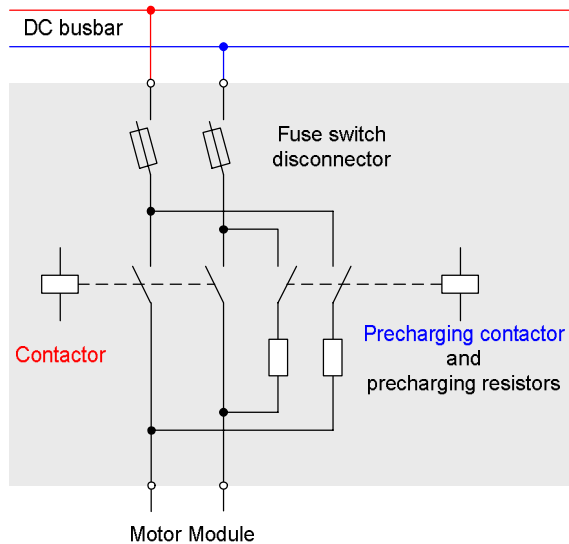 DC busbar
Fuse switch
disconnector
Contactor
Precharging contactor
and
precharging resistors
Motor Module